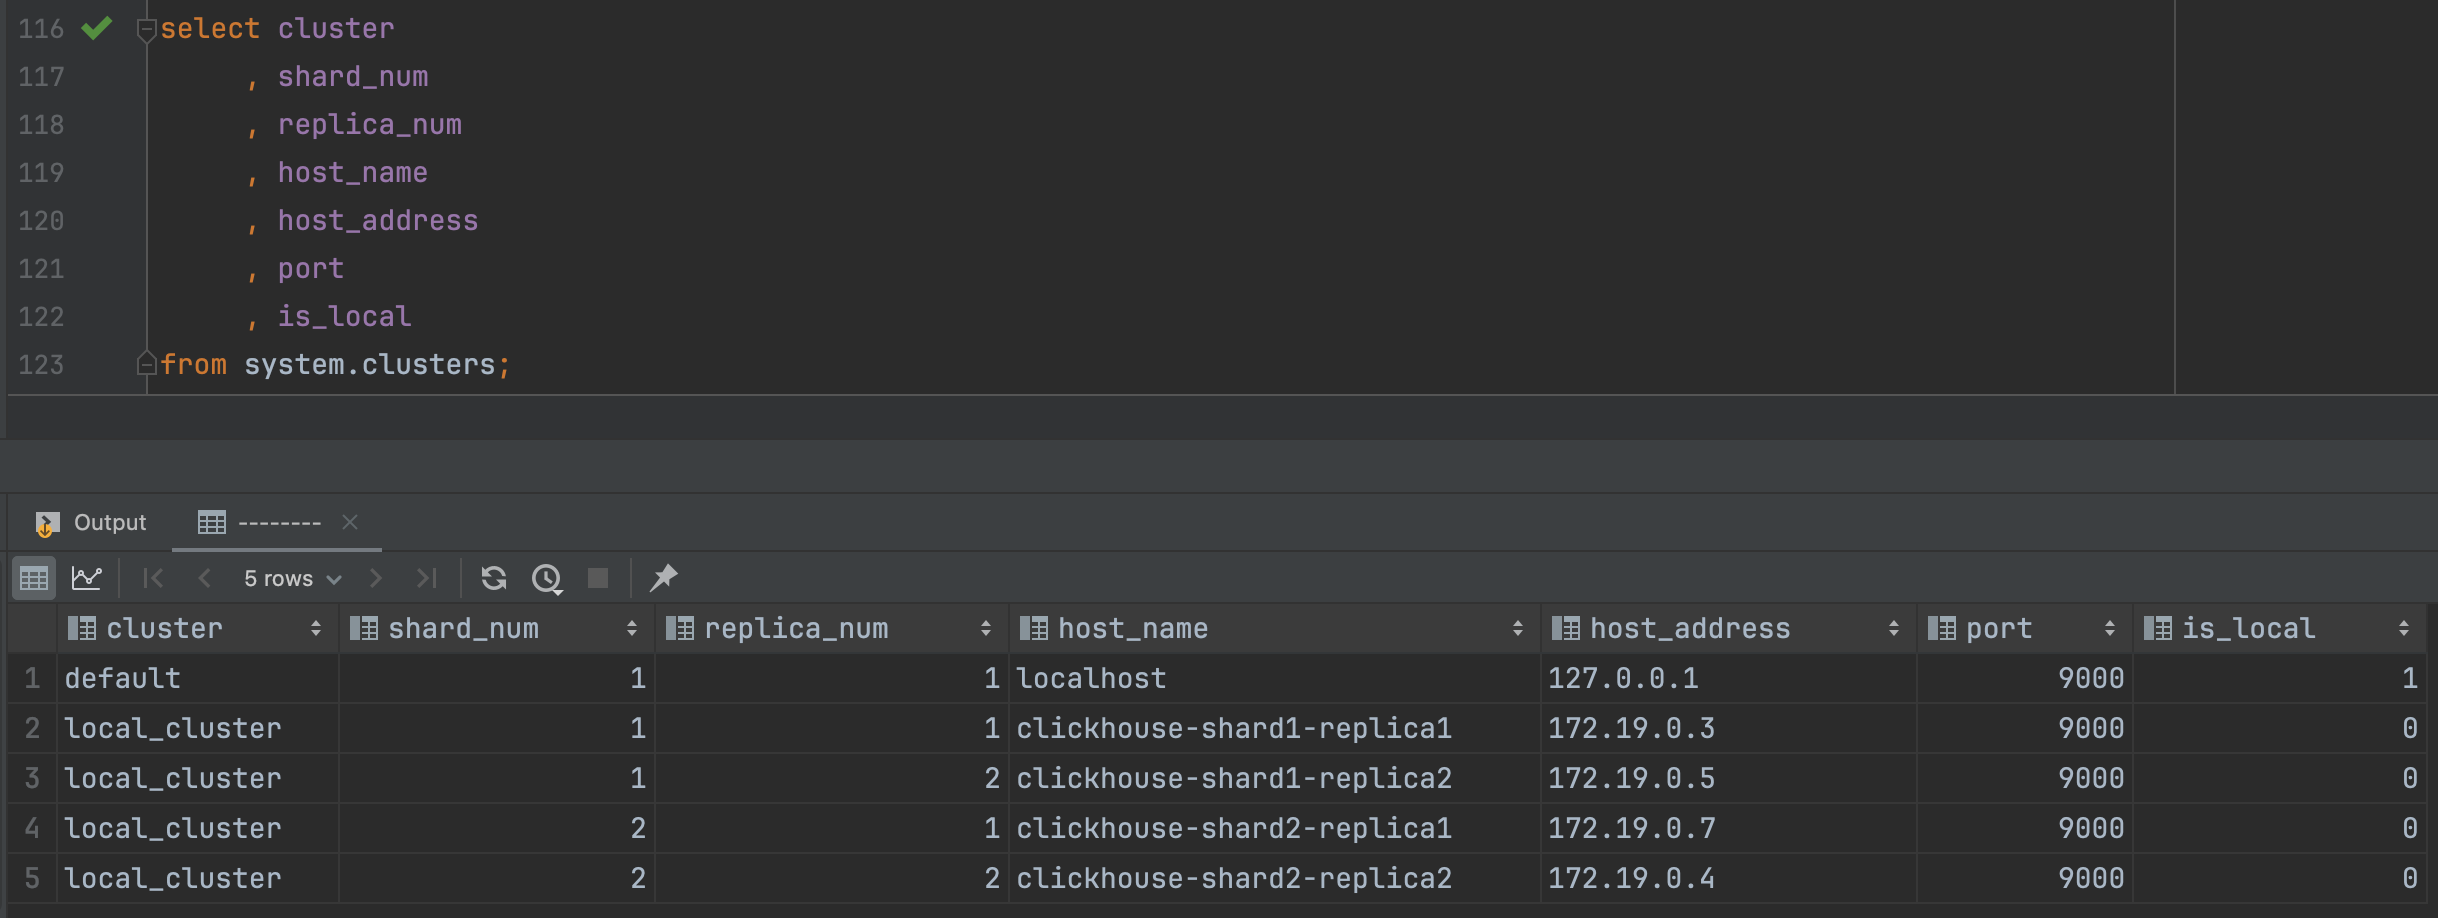 116 select cluster
117 , shard_num
118 , replica_num
119 , host_name
120 , host_address
121 , port
122 , is_local
123 from system.clusters;
Output --------
5 rows
cluster shard_num replica_num host_name host_address port is_local
1 default 1 1 localhost 127.0.0.1 9000 1
2 local_cluster 1 1 clickhouse-shard1-replica1 172.19.0.3 9000 0
3 local_cluster 1 2 clickhouse-shard1-replica2 172.19.0.5 9000 0
4 local_cluster 2 1 clickhouse-shard2-replica1 172.19.0.7 9000 0
5 local_cluster 2 2 clickhouse-shard2-replica2 172.19.0.4 9000 0